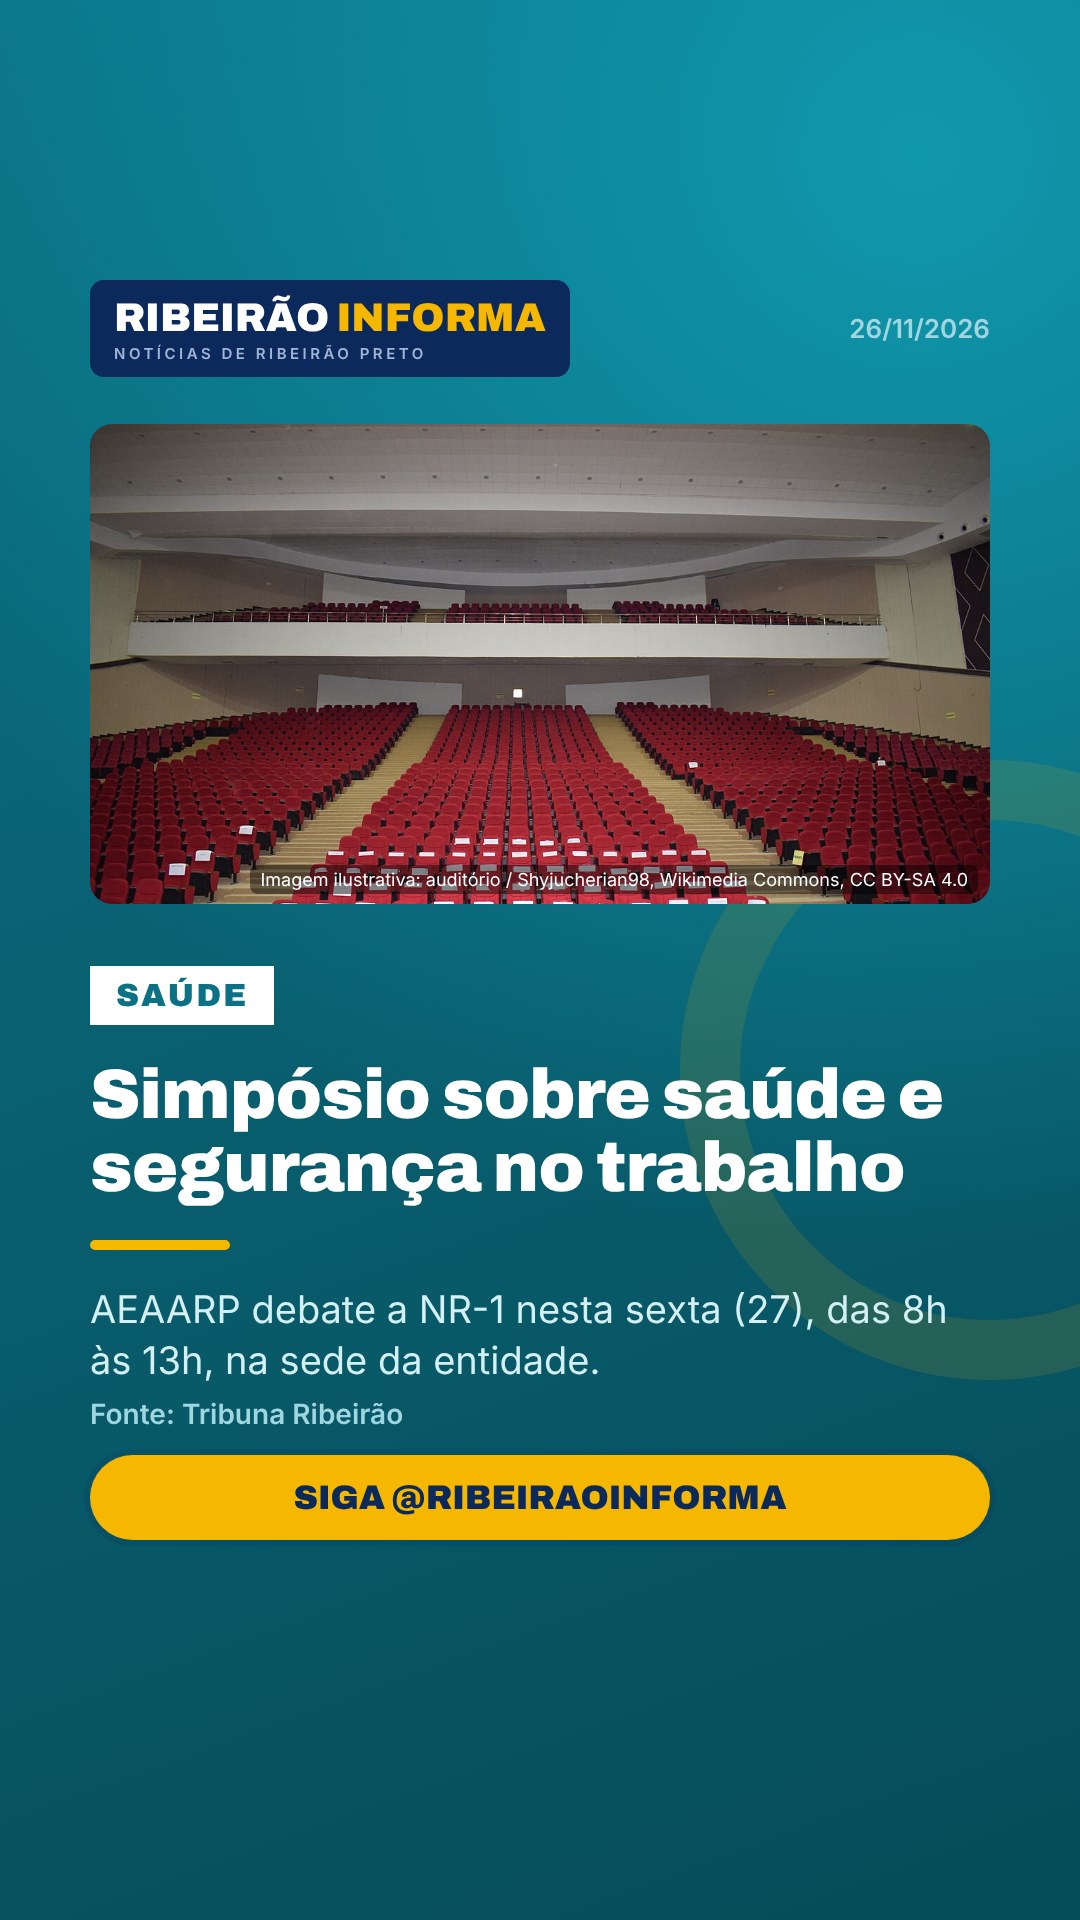 RIBEIRÃO INFORMA
NOTÍCIAS DE RIBEIRÃO PRETO
26/11/2026
Imagem ilustrativa: auditório / Shyjucherian98, Wikimedia Commons, CC BY-SA 4.0
SAÚDE
Simpósio sobre saúde e
segurança no trabalho
AEAARP debate a NR-1 nesta sexta (27), das 8h
às 13h, na sede da entidade.
Fonte: Tribuna Ribeirão
SIGA @RIBEIRAOINFORMA